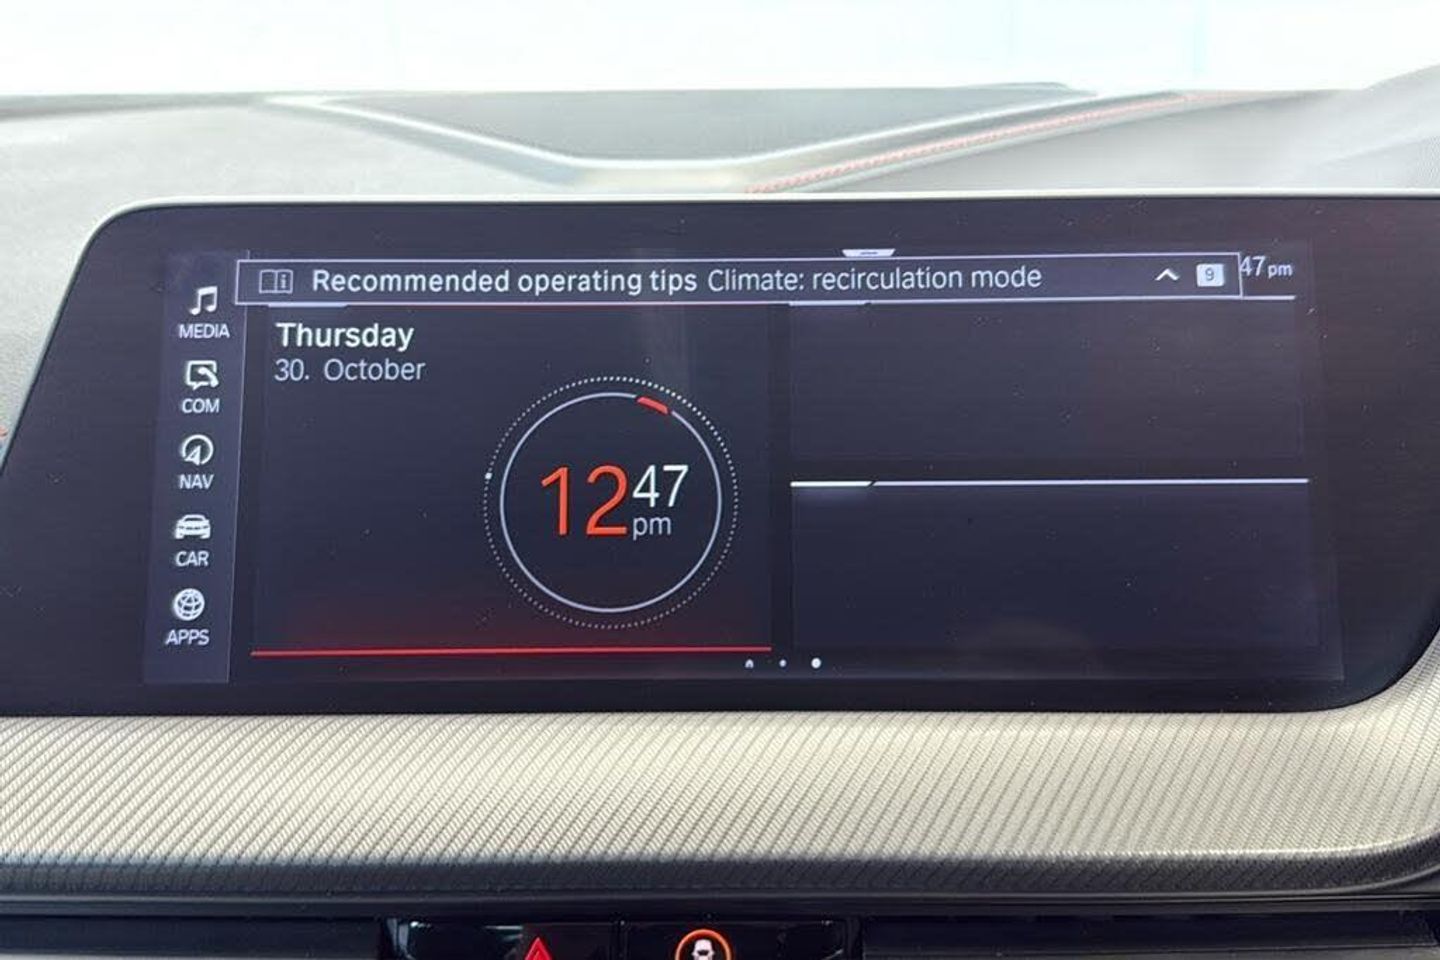 Recommended operating tips Climate: recirculation mode 9 47 pm
MEDIA
COM
NAV
CAR
APPS
Thursday
30. October
12 47 pm